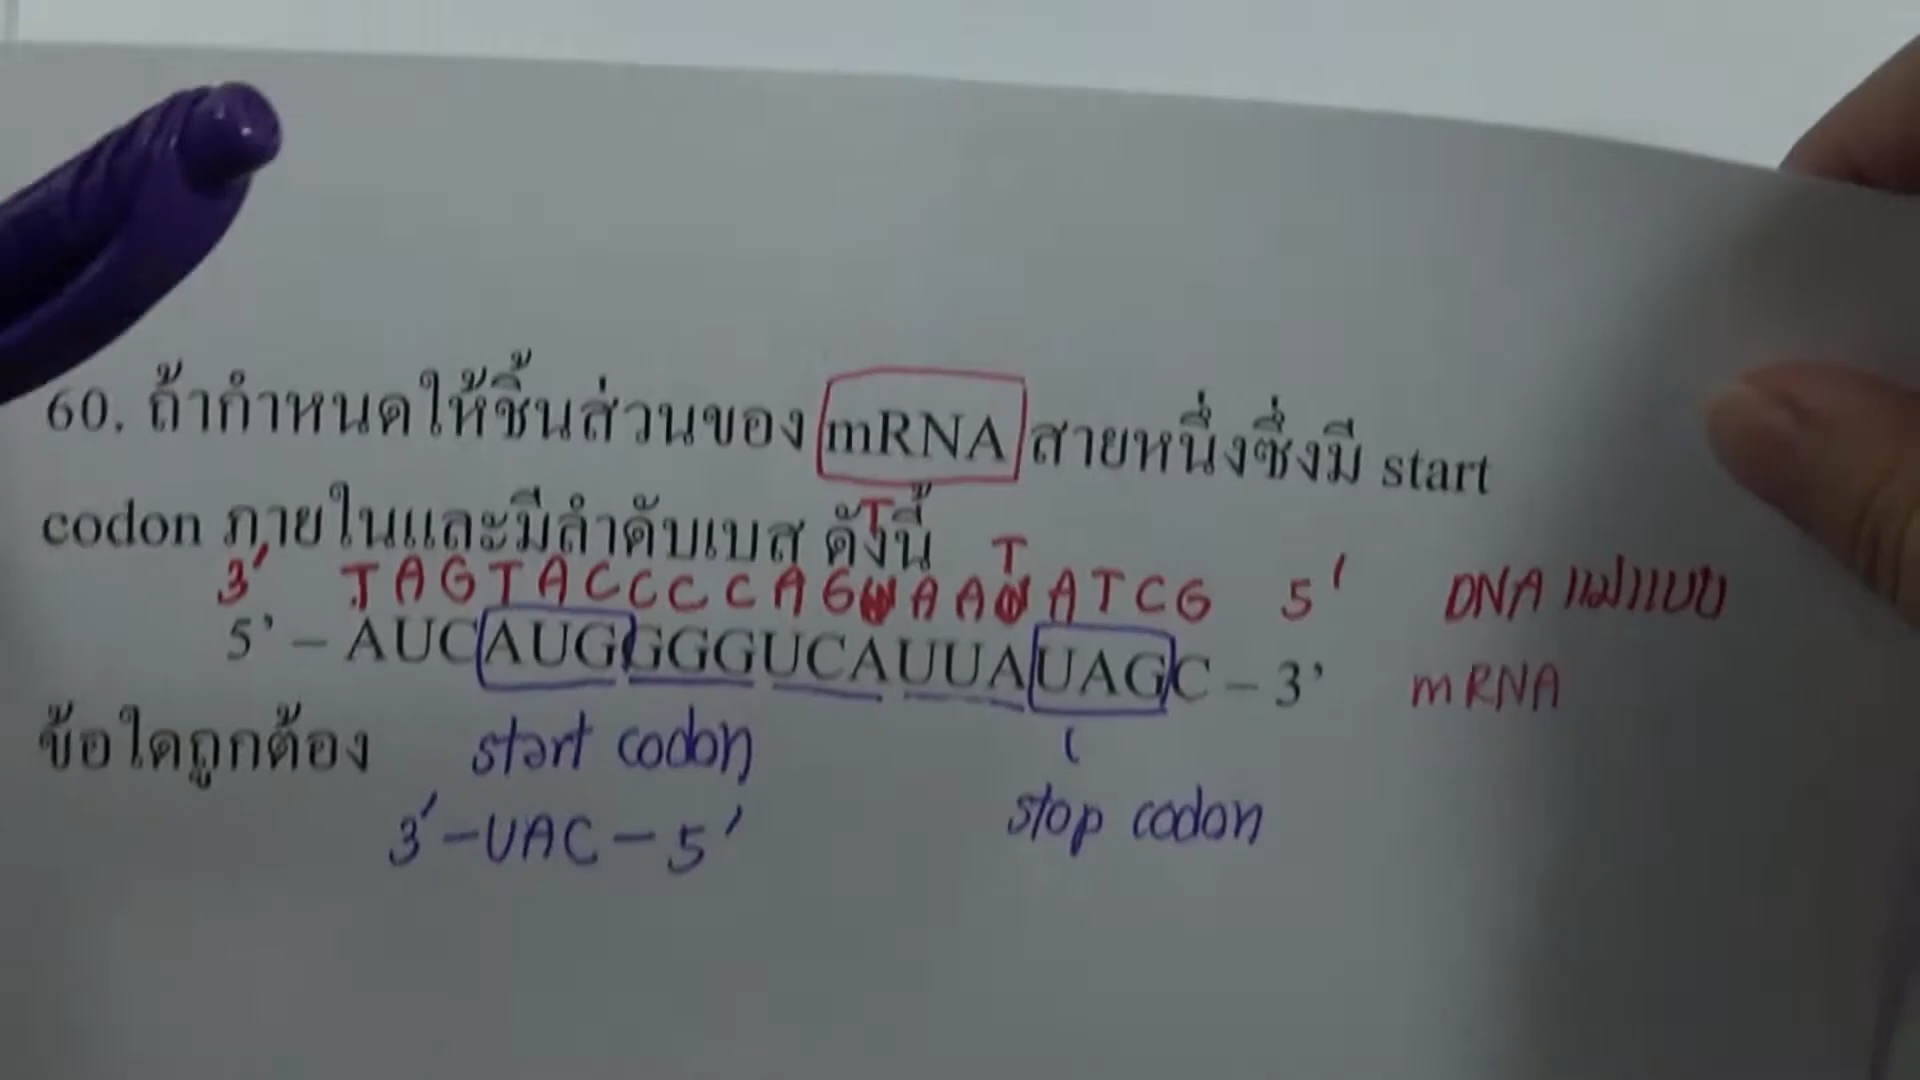 60. ถ้ากำหนดให้ชิ้นส่วนของ mRNA สายหนึ่งซึ่งมี start
codon ภายในและมีลำดับเบส ดังนี้
T T
3' TAGTACCCCAG AA ATCG 5' DNA แม่แบบ
5' – AUCAUGGGGUCAUUAUAGC – 3' mRNA
ข้อใดถูกต้อง start codon
stop codon
3'-UAC-5'